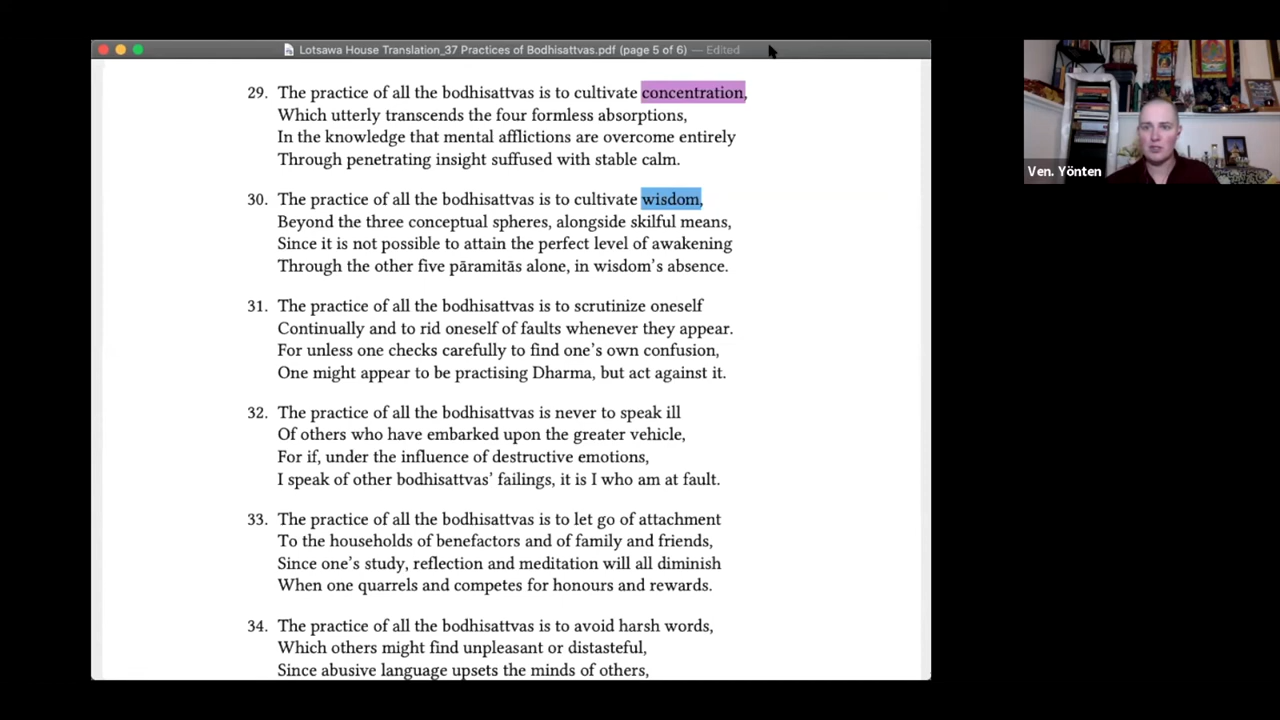 Lotsawa House Translation_37 Practices of Bodhisattvas.pdf (page 5 of 6) — Edited
29. The practice of all the bodhisattvas is to cultivate concentration,
Which utterly transcends the four formless absorptions,
In the knowledge that mental afflictions are overcome entirely
Through penetrating insight suffused with stable calm.
30. The practice of all the bodhisattvas is to cultivate wisdom,
Beyond the three conceptual spheres, alongside skilful means,
Since it is not possible to attain the perfect level of awakening
Through the other five pāramitās alone, in wisdom’s absence.
31. The practice of all the bodhisattvas is to scrutinize oneself
Continually and to rid oneself of faults whenever they appear.
For unless one checks carefully to find one’s own confusion,
One might appear to be practising Dharma, but act against it.
32. The practice of all the bodhisattvas is never to speak ill
Of others who have embarked upon the greater vehicle,
For if, under the influence of destructive emotions,
I speak of other bodhisattvas’ failings, it is I who am at fault.
33. The practice of all the bodhisattvas is to let go of attachment
To the households of benefactors and of family and friends,
Since one’s study, reflection and meditation will all diminish
When one quarrels and competes for honours and rewards.
34. The practice of all the bodhisattvas is to avoid harsh words,
Which others might find unpleasant or distasteful,
Since abusive language upsets the minds of others,
Ven. Yönten